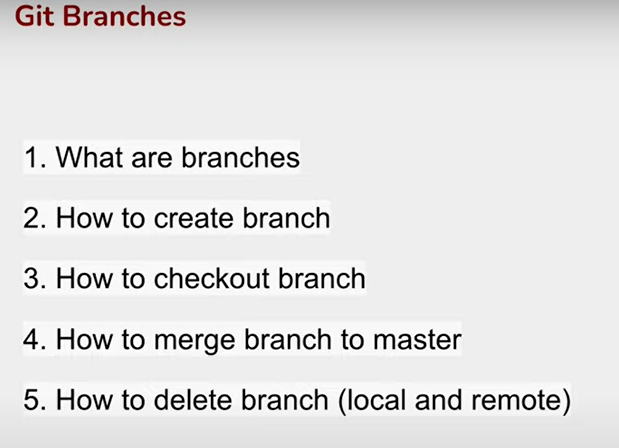 Git Branches
1. What are branches
2. How to create branch
3. How to checkout branch
4. How to merge branch to master
5. How to delete branch (local and remote)